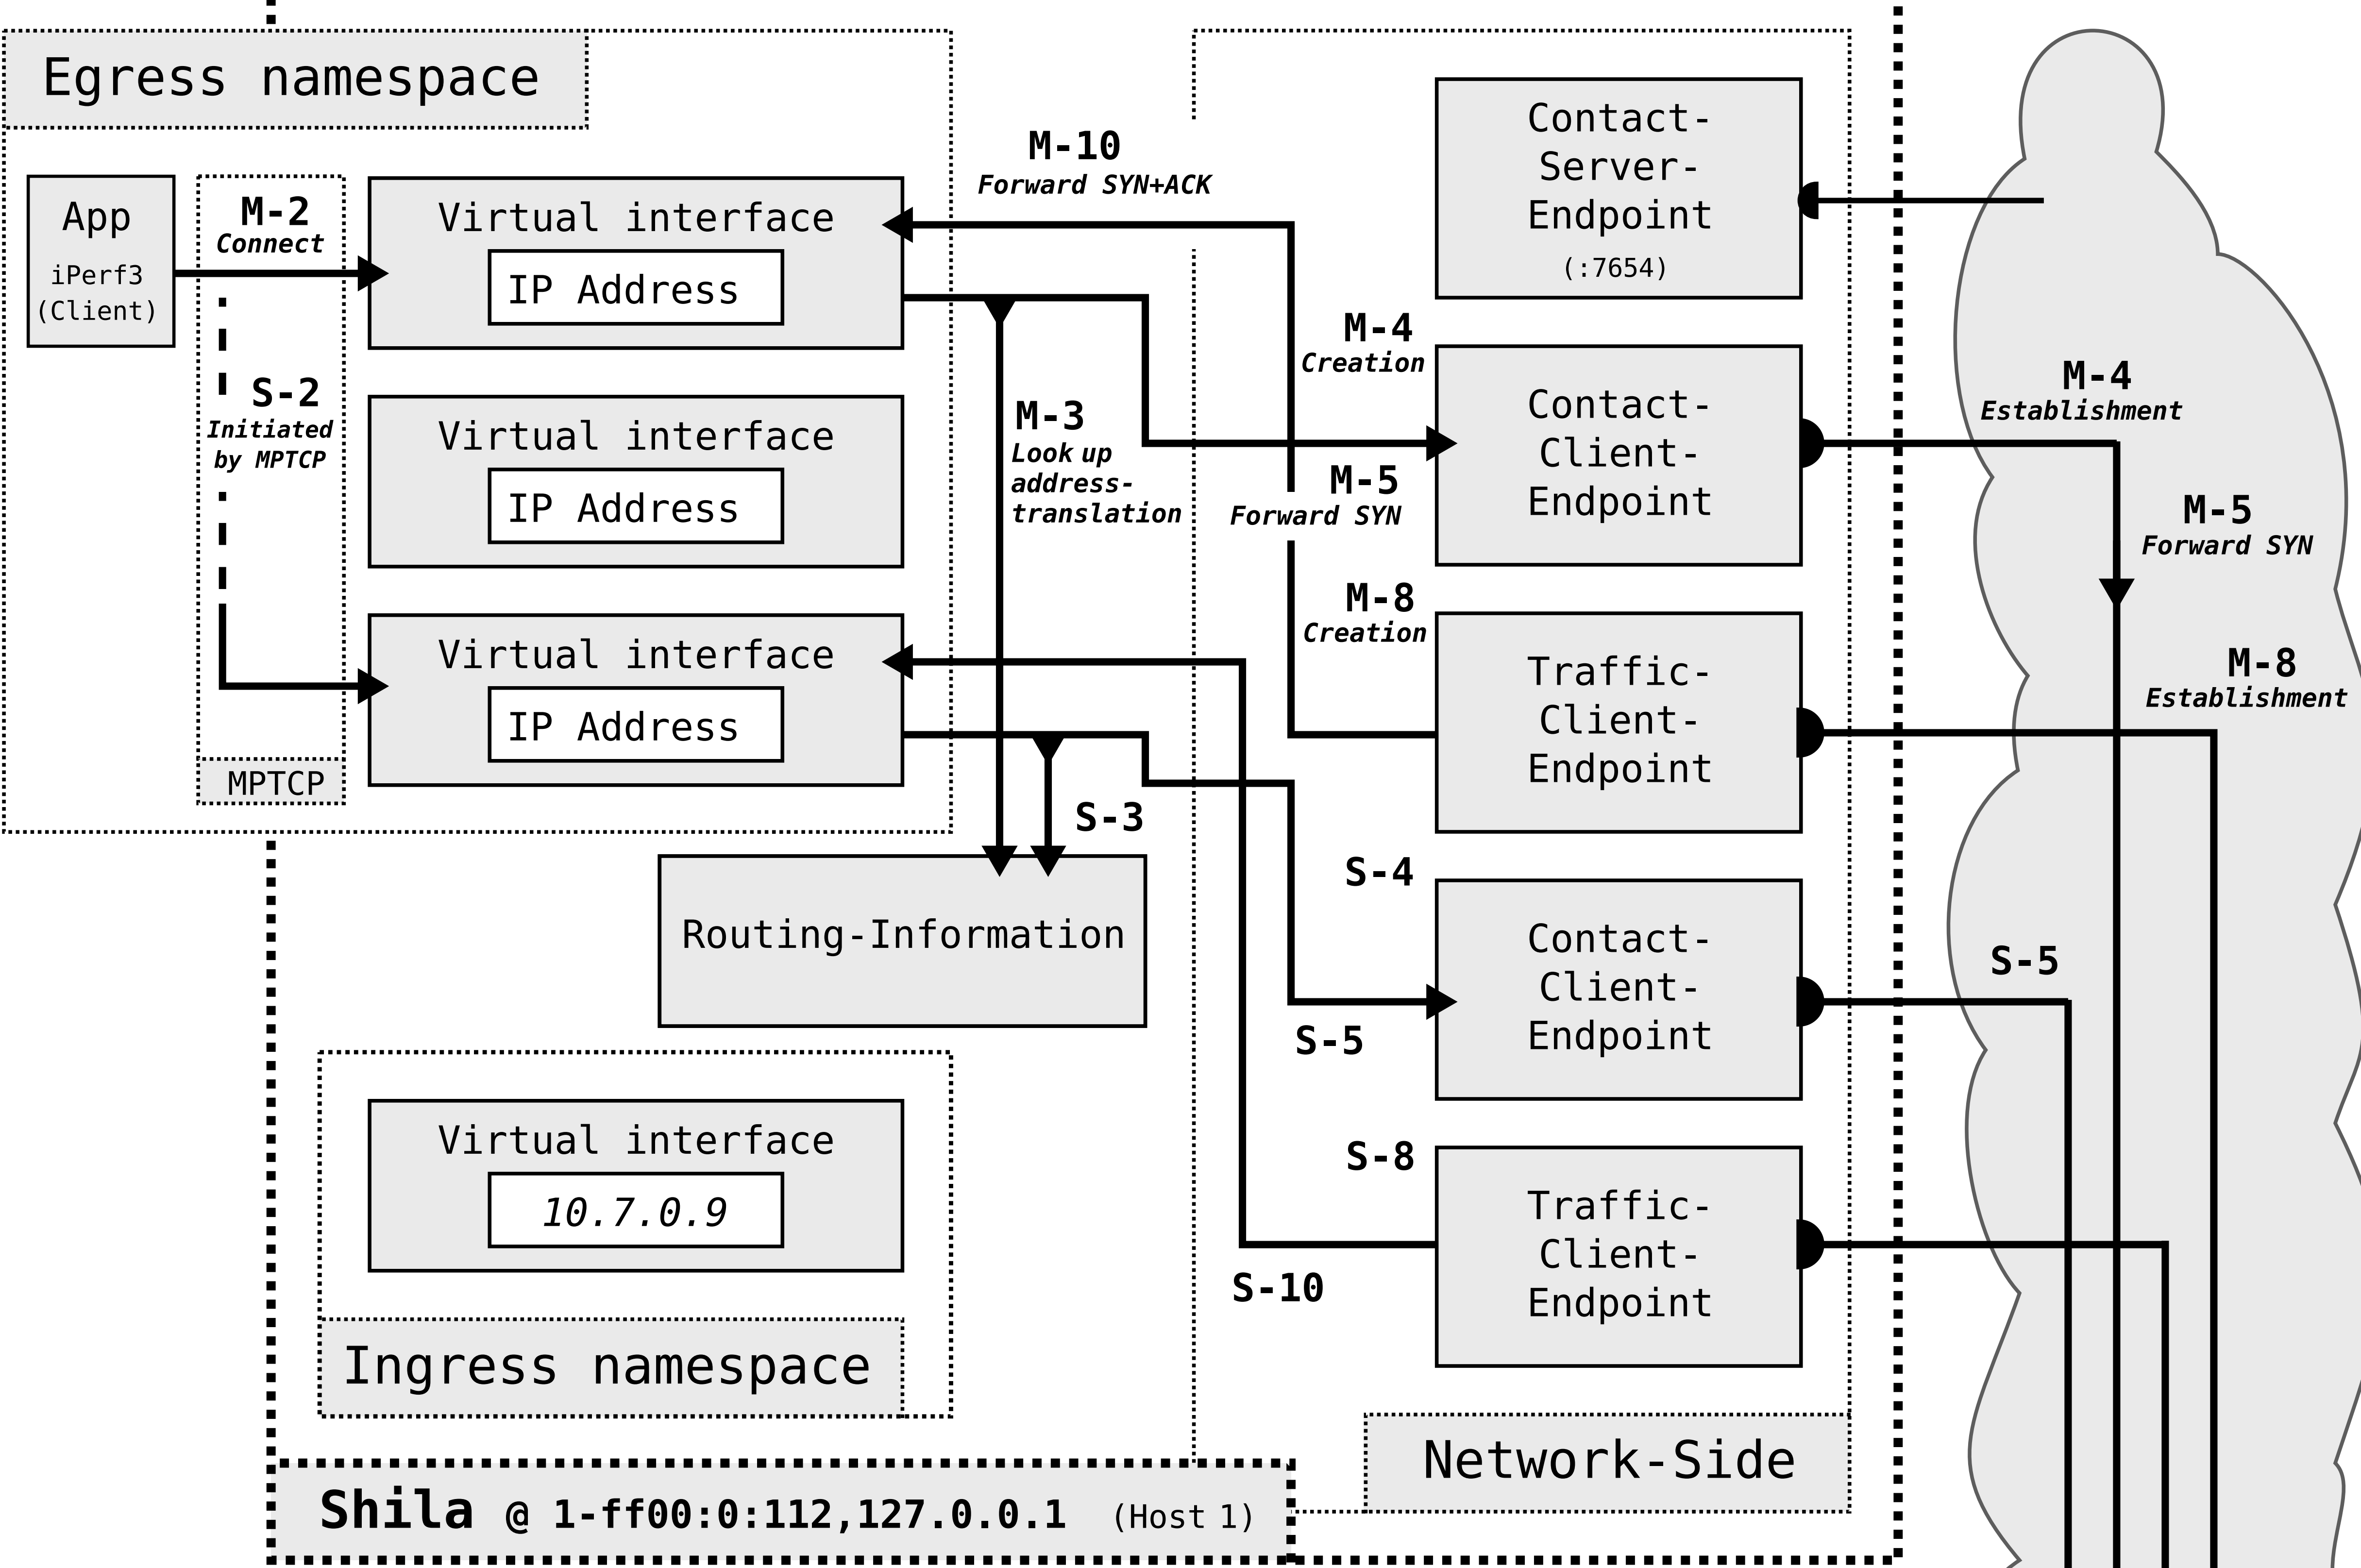 Egress namespace
App
iPerf3
(Client)
M-2
Connect
S-2
Initiated
by MPTCP
MPTCP
Virtual interface
IP Address
Virtual interface
IP Address
Virtual interface
IP Address
M-10
Forward SYN+ACK
M-3
Look up
address-
translation
S-3
Routing-Information
Virtual interface
10.7.0.9
Ingress namespace
Contact-
Server-
Endpoint
(:7654)
M-4
Creation
Contact-
Client-
Endpoint
M-5
Forward SYN
M-8
Creation
Traffic-
Client-
Endpoint
S-4
Contact-
Client-
Endpoint
S-5
S-8
Traffic-
Client-
Endpoint
S-10
Network-Side
M-4
Establishment
M-5
Forward SYN
M-8
Establishment
S-5
Shila @ 1-ff00:0:112,127.0.0.1 (Host 1)